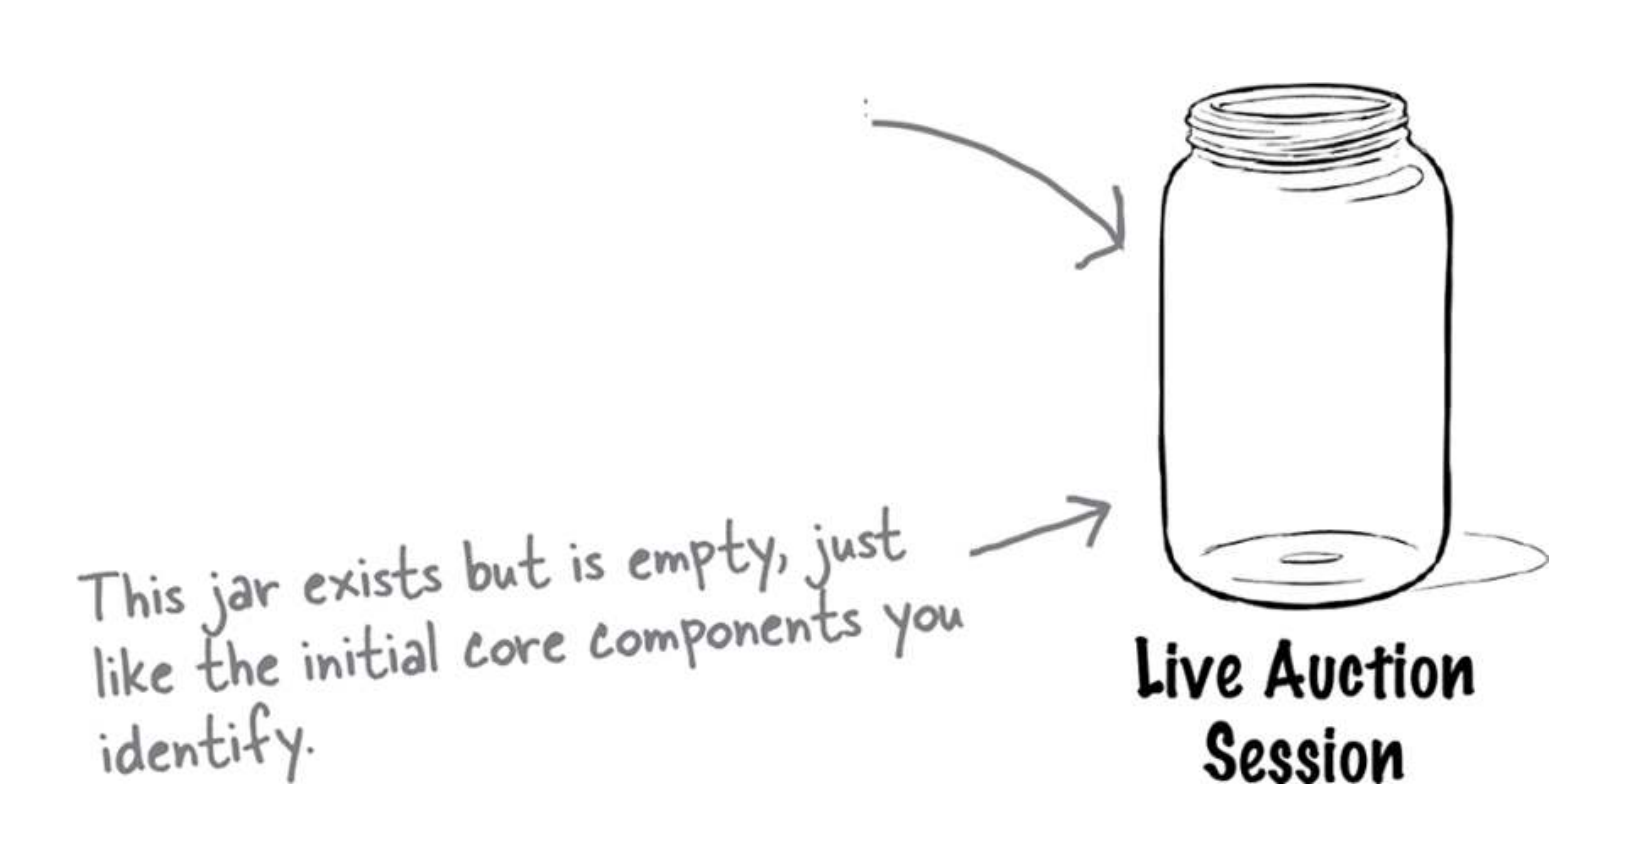 This jar exists but is empty, just
like the initial core components you
identify.
Live Auction
Session